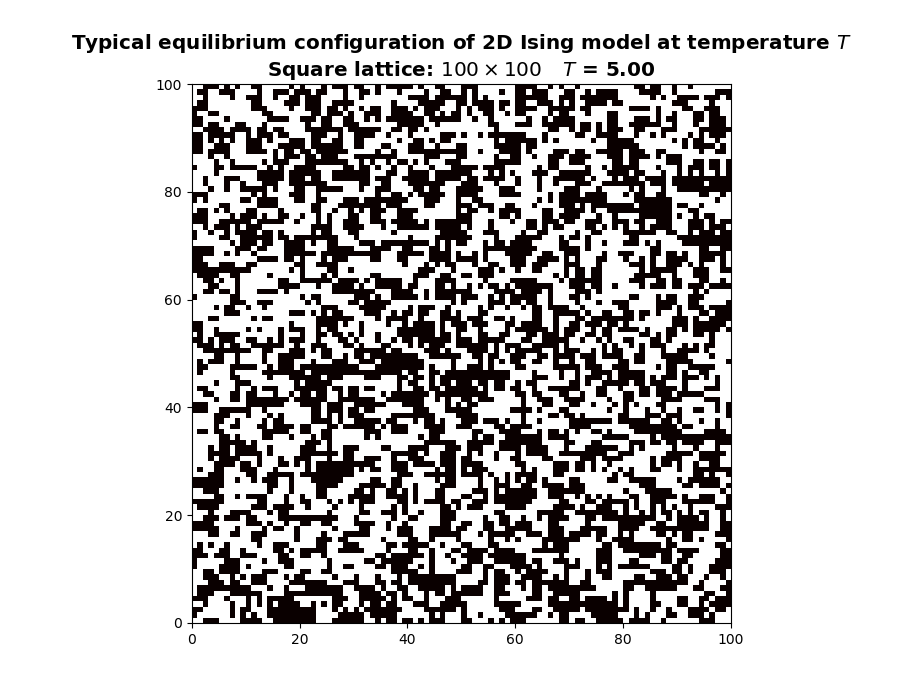 Typical equilibrium configuration of 2D Ising model at temperature T
Square lattice: 100 × 100 T = 5.00
100
80
60
40
20
0
0 20 40 60 80 100